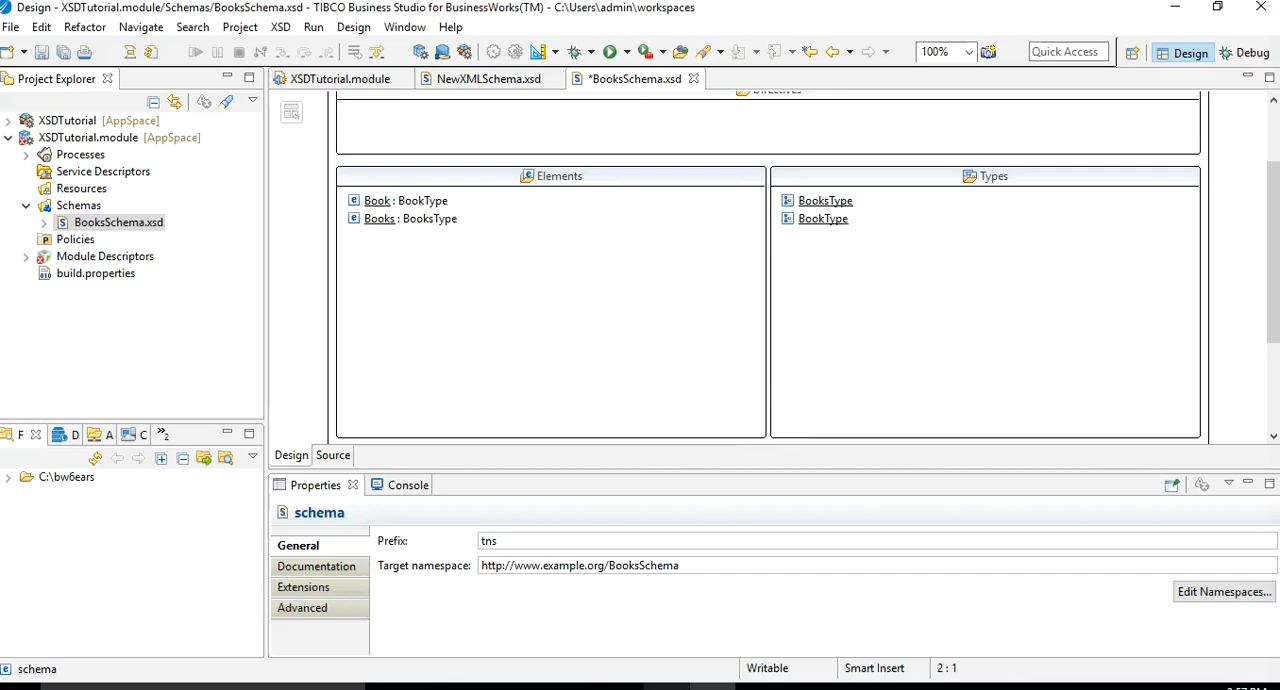 Design - XSDTutorial.module/Schemas/BooksSchema.xsd - TIBCO Business Studio for BusinessWorks(TM) - C:\Users\admin\workspaces
File Edit Refactor Navigate Search Project XSD Run Design Window Help
100% Quick Access Design Debug
Project Explorer XSDTutorial.module NewXMLSchema.xsd *BooksSchema.xsd
Directives
XSDTutorial [AppSpace]
XSDTutorial.module [AppSpace]
Processes
Service Descriptors
Resources
Schemas
BooksSchema.xsd
Policies
Module Descriptors
build.properties
Elements
Book : BookType
Books : BooksType
Types
BooksType
BookType
F D A C »2
C:\bw6ears
Design Source
Properties Console
schema
General
Documentation
Extensions
Advanced
Prefix: tns
Target namespace: http://www.example.org/BooksSchema
Edit Namespaces...
schema Writable Smart Insert 2 : 1